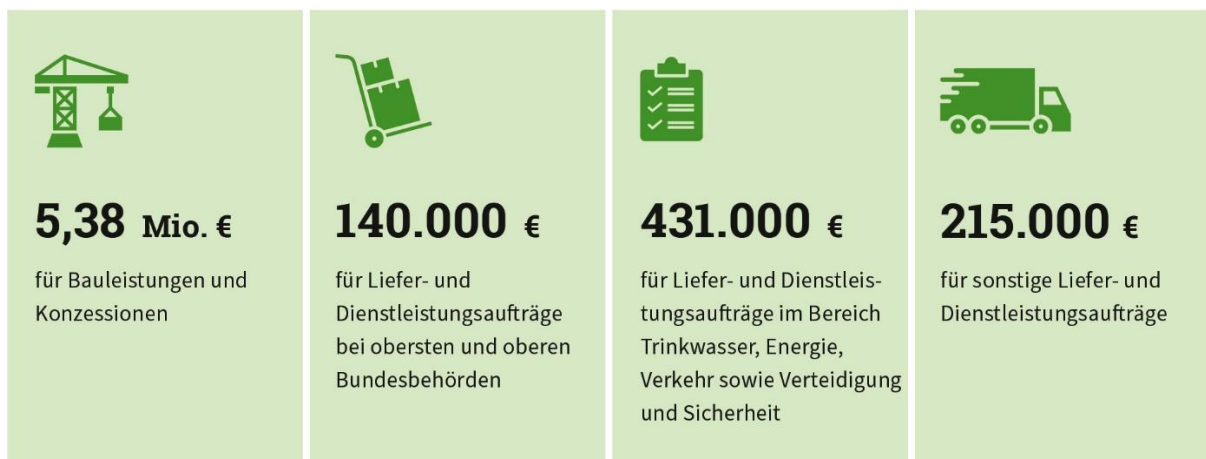 5,38 Mio. €
für Bauleistungen und
Konzessionen
140.000 €
für Liefer- und
Dienstleistungsaufträge
bei obersten und oberen
Bundesbehörden
431.000 €
für Liefer- und Dienstleis-
tungsaufträge im Bereich
Trinkwasser, Energie,
Verkehr sowie Verteidigung
und Sicherheit
215.000 €
für sonstige Liefer- und
Dienstleistungsaufträge